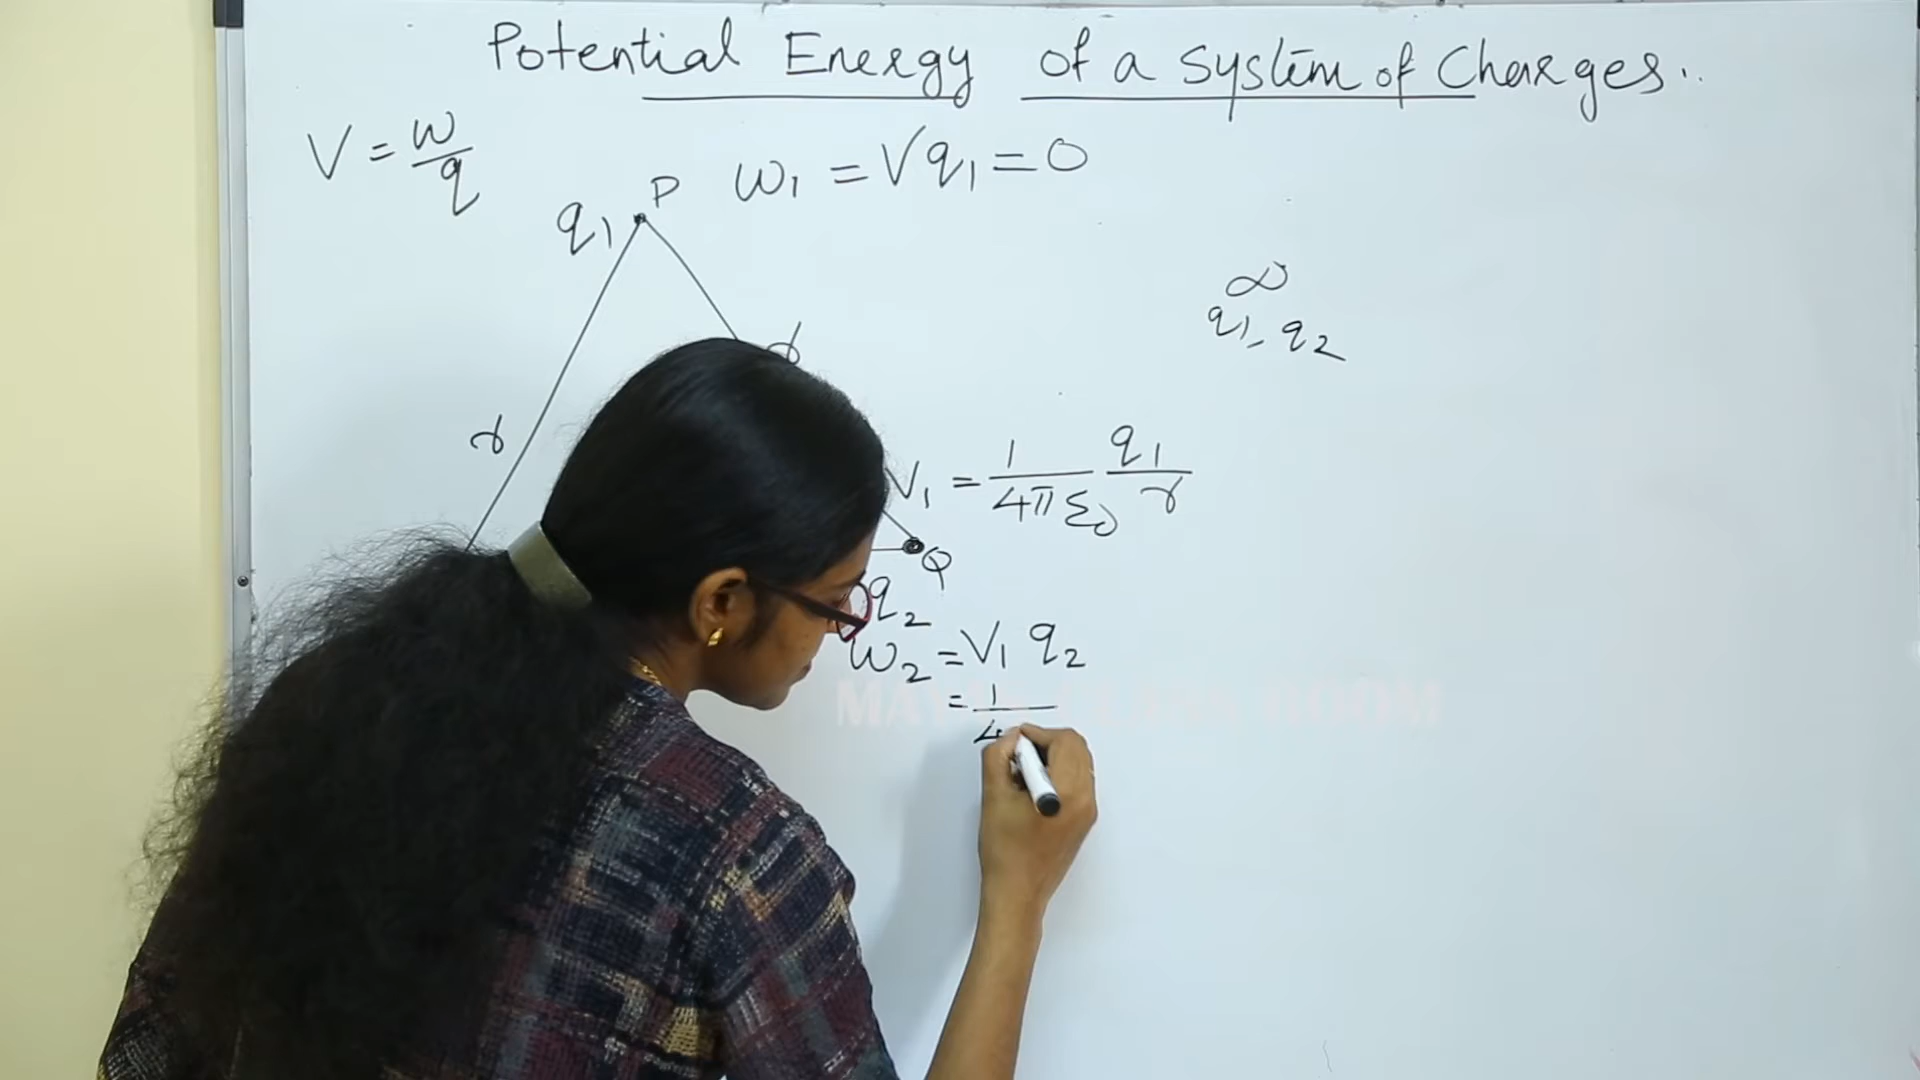 Potential Energy of a System of Charges..
V = w/q
w₁ = Vq₁ = 0
P
q₁
∞
q₁, q₂
r
V₁ = 1/4πε₀ q₁/r
Q
q₂
w₂ = V₁ q₂
= 1/4